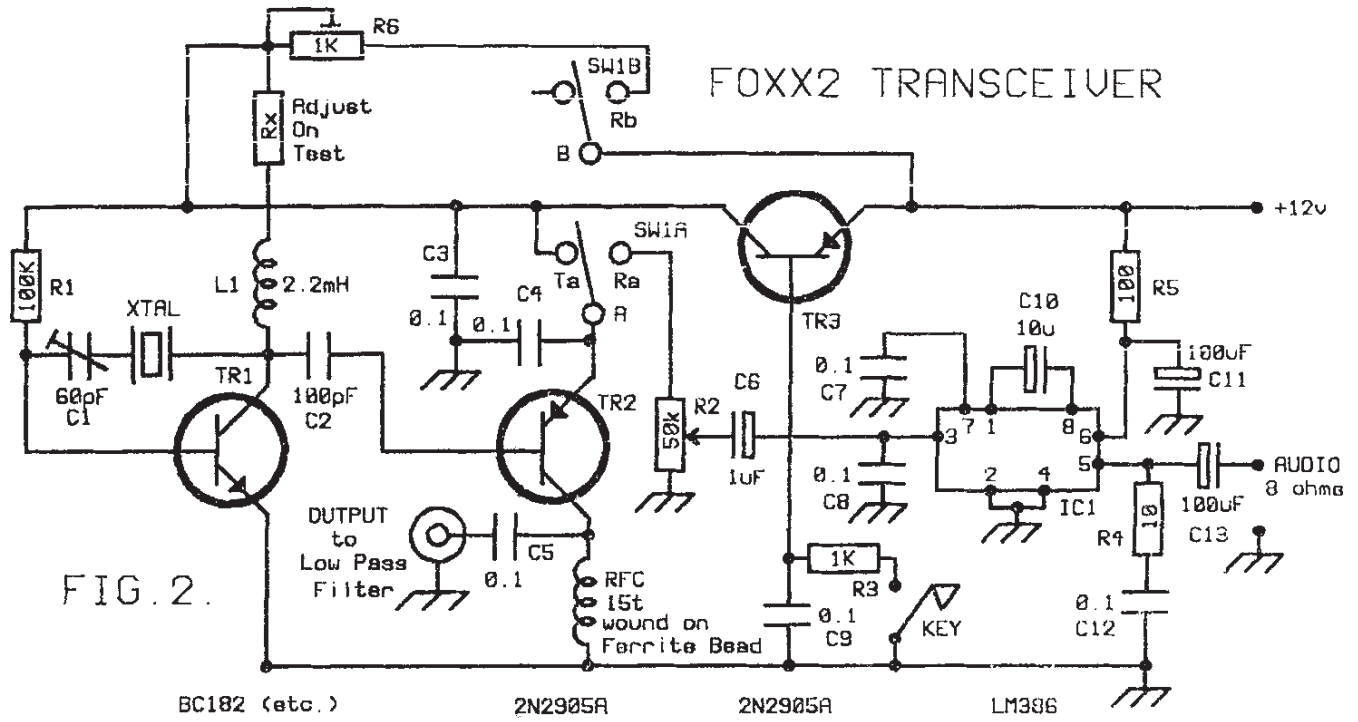 R6
1K
SW1B
FOXX2 TRANSCEIVER
Rb
Rx
Adjust
On
Test
B
+12v
SW1A
C3
Ta
Ra
100K
R1
L1
2.2mH
C4
100
R5
XTAL
0.1
0.1
A
TR3
C10
10u
TR1
0.1
C7
100uF
C11
60pF
C1
100pF
C2
TR2
R2
50k
C6
7
1
8
3
6
1uF
0.1
C8
2
4
5
IC1
AUDIO
8 ohms
100uF
C13
OUTPUT
to
Low Pass
Filter
C5
0.1
10
R4
1K
R3
FIG.2.
RFC
15t
wound on
Ferrite Bead
0.1
C9
KEY
0.1
C12
BC182 (etc.)
2N2905A
2N2905A
LM386